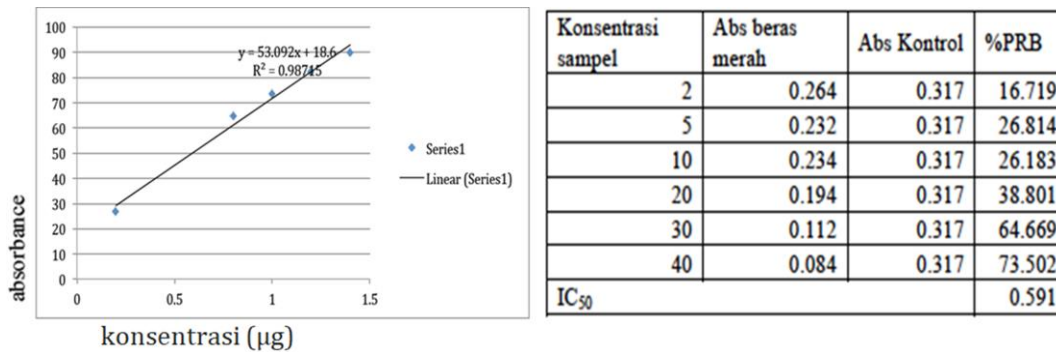 100
90
80
70
60
50
40
30
20
10
0
y = 53.092x + 18.6
R² = 0.98715
Series1
Linear (Series1)
0 0.5 1 1.5
absorbance
konsentrasi (μg)
Konsentrasi sampel Abs beras merah Abs Kontrol %PRB
2 0.264 0.317 16.719
5 0.232 0.317 26.814
10 0.234 0.317 26.183
20 0.194 0.317 38.801
30 0.112 0.317 64.669
40 0.084 0.317 73.502
IC₅₀ 0.591